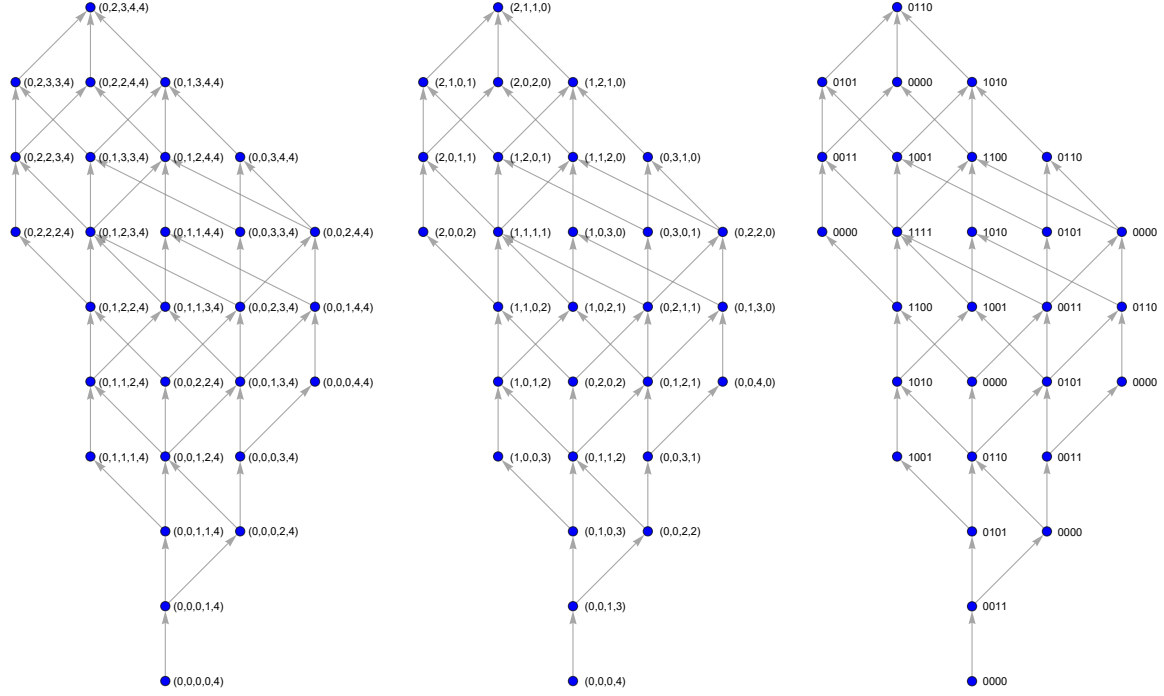 (0,2,3,4,4) (2,1,1,0) 0110
(0,2,3,3,4) (0,2,2,4,4) (0,1,3,4,4) (2,1,0,1) (2,0,2,0) (1,2,1,0) 0101 0000 1010
(0,2,2,3,4) (0,1,3,3,4) (0,1,2,4,4) (0,0,3,4,4) (2,0,1,1) (1,2,0,1) (1,1,2,0) (0,3,1,0) 0011 1001 1100 0110
(0,2,2,2,4) (0,1,2,3,4) (0,1,1,4,4) (0,0,3,3,4) (0,0,2,4,4) (2,0,0,2) (1,1,1,1) (1,0,3,0) (0,3,0,1) (0,2,2,0) 0000 1111 1010 0101 0000
(0,1,2,2,4) (0,1,1,3,4) (0,0,2,3,4) (0,0,1,4,4) (1,1,0,2) (1,0,2,1) (0,2,1,1) (0,1,3,0) 1100 1001 0011 0110
(0,1,1,2,4) (0,0,2,2,4) (0,0,1,3,4) (0,0,0,4,4) (1,0,1,2) (0,2,0,2) (0,1,2,1) (0,0,4,0) 1010 0000 0101 0000
(0,1,1,1,4) (0,0,1,2,4) (0,0,0,3,4) (1,0,0,3) (0,1,1,2) (0,0,3,1) 1001 0110 0011
(0,0,1,1,4) (0,0,0,2,4) (0,1,0,3) (0,0,2,2) 0101 0000
(0,0,0,1,4) (0,0,1,3) 0011
(0,0,0,0,4) (0,0,0,4) 0000